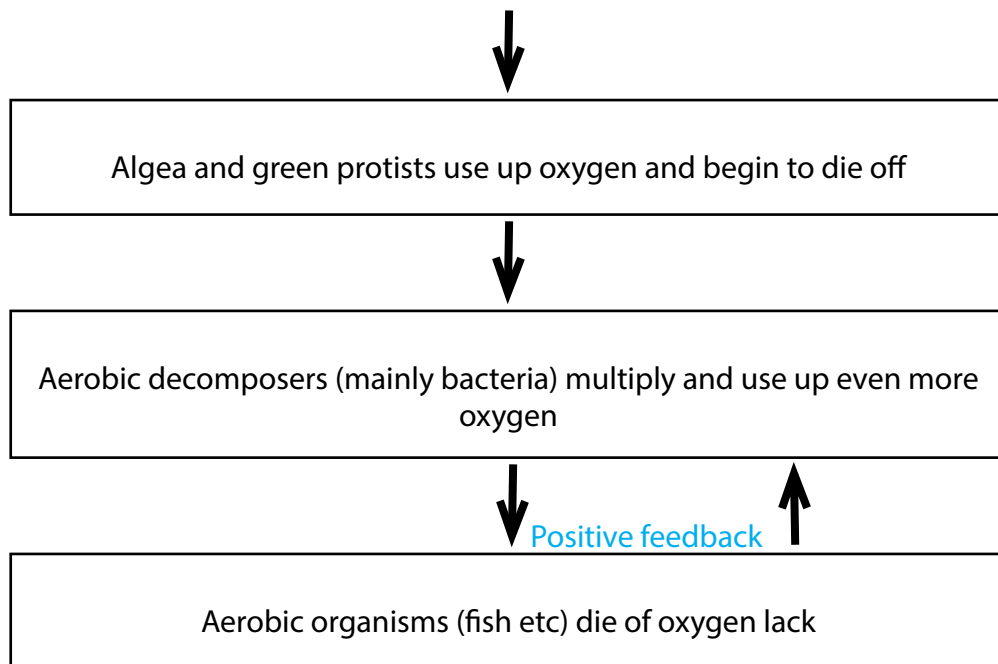 Algea and green protists use up oxygen and begin to die off
Aerobic decomposers (mainly bacteria) multiply and use up even more
oxygen
Positive feedback
Aerobic organisms (fish etc) die of oxygen lack